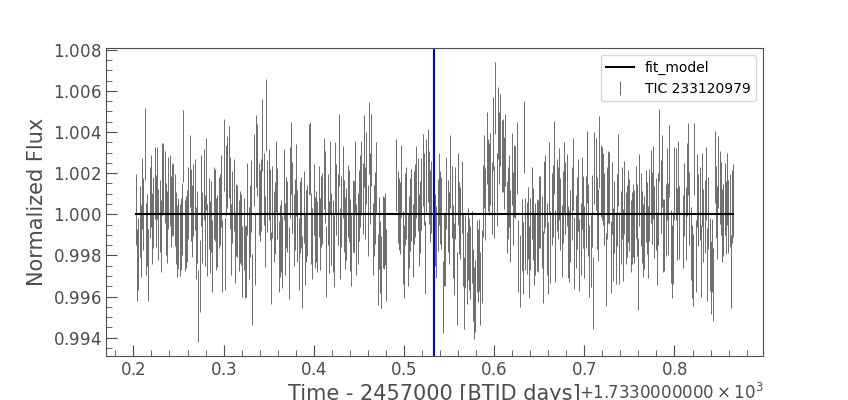 1.008
1.006
1.004
1.002
1.000
0.998
0.996
0.994
Normalized Flux
fit_model
TIC 233120979
0.2 0.3 0.4 0.5 0.6 0.7 0.8
Time - 2457000 [BTJD days]
+1.7330000000 × 10³